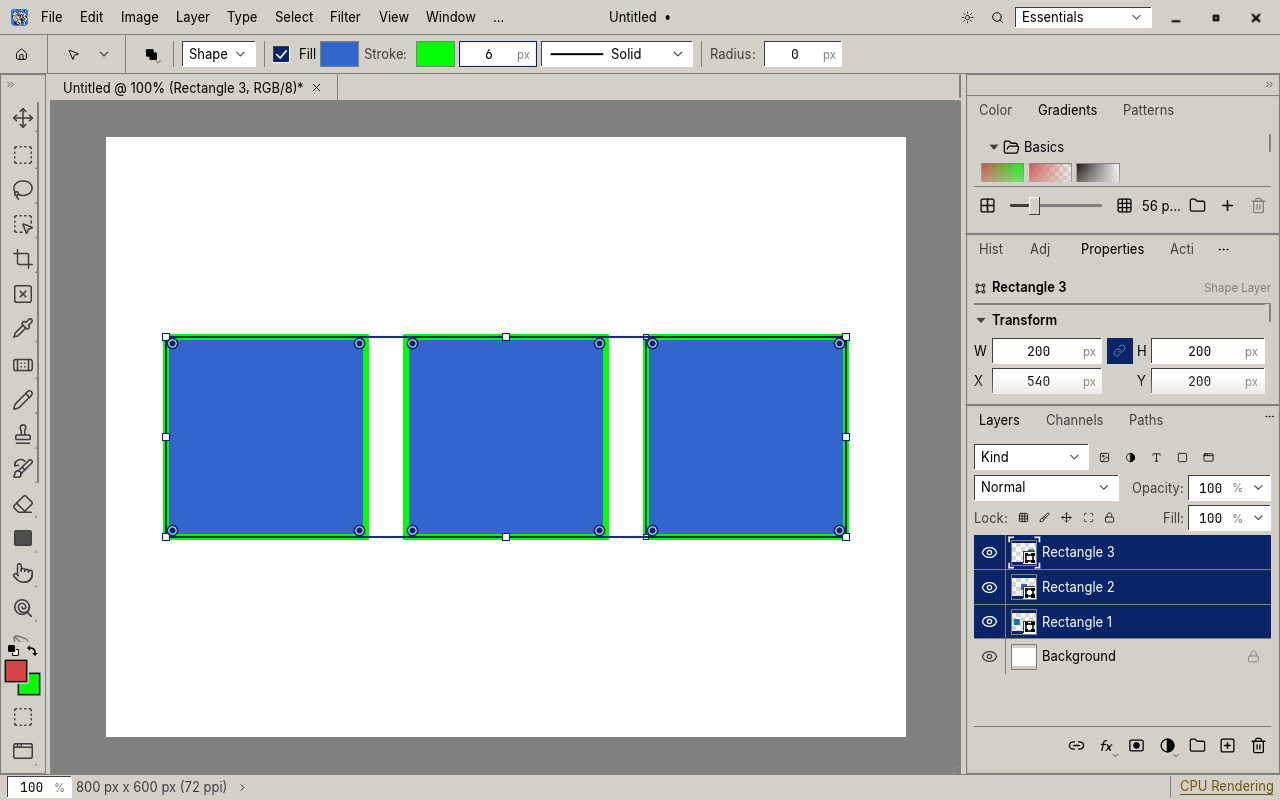 File Edit Image Layer Type Select Filter View Window ... Untitled • Essentials
Shape Fill Stroke: 6 px Solid Radius: 0 px
Untitled @ 100% (Rectangle 3, RGB/8)*
Color Gradients Patterns
Basics
56 p...
Hist Adj Properties Acti
Rectangle 3 Shape Layer
Transform
W 200 px H 200 px
X 540 px Y 200 px
Layers Channels Paths
Kind
Normal Opacity: 100 %
Lock: Fill: 100 %
Rectangle 3
Rectangle 2
Rectangle 1
Background
fx
100 % 800 px x 600 px (72 ppi) CPU Rendering